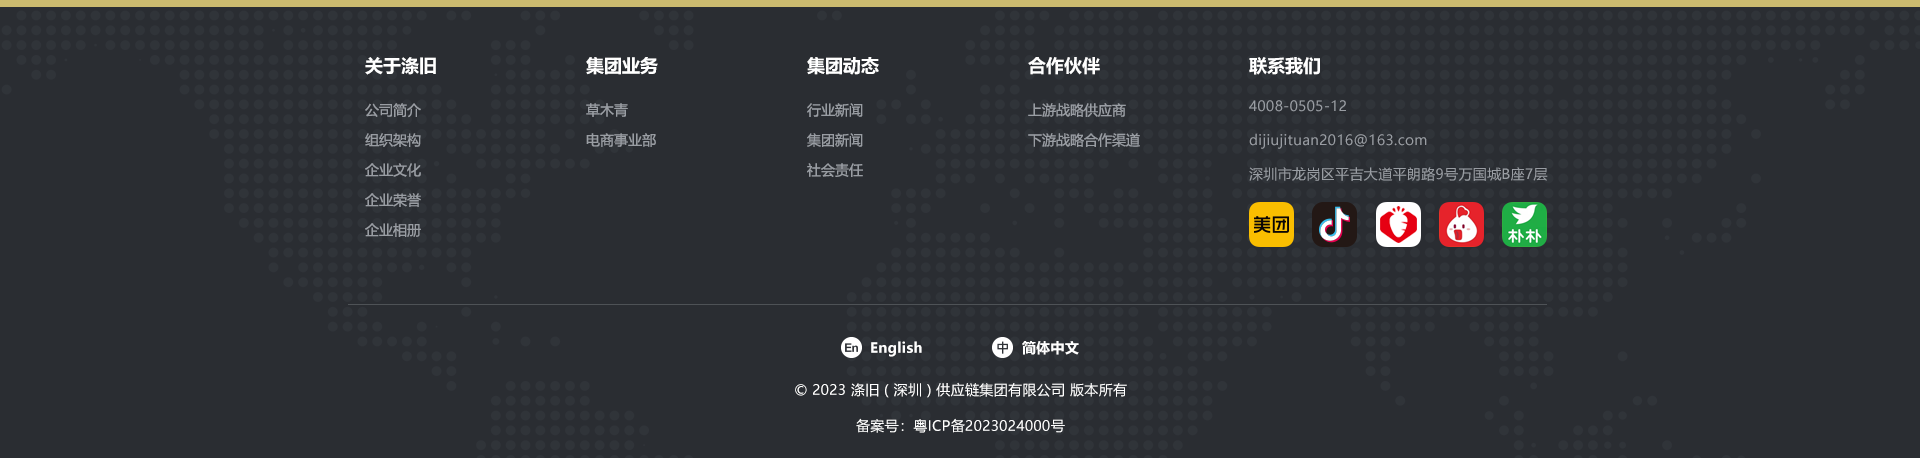 关于涤旧
公司简介
组织架构
企业文化
企业荣誉
企业相册
集团业务
草木青
电商事业部
集团动态
行业新闻
集团新闻
社会责任
合作伙伴
上游战略供应商
下游战略合作渠道
联系我们
4008-0505-12
dijiujituan2016@163.com
深圳市龙岗区平吉大道平朗路9号万国城B座7层
美团
朴朴
En English
中 简体中文
© 2023 涤旧 ( 深圳 ) 供应链集团有限公司 版本所有
备案号：粤ICP备2023024000号